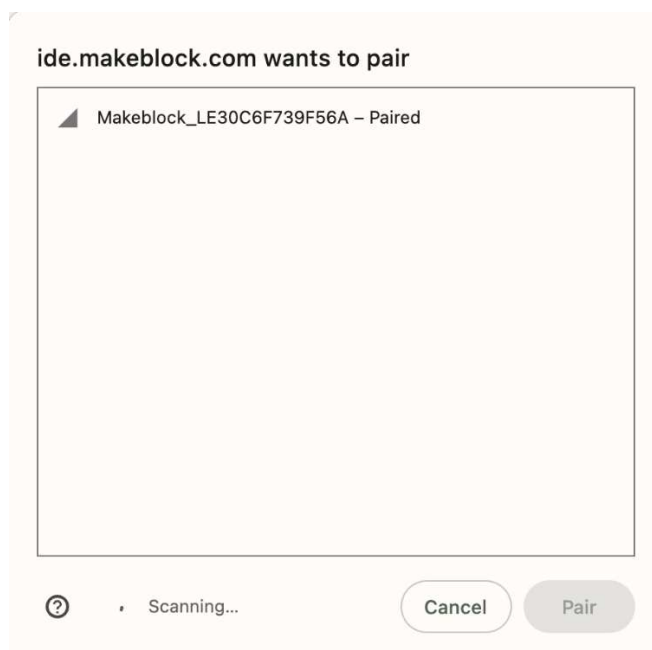 ide.makeblock.com wants to pair
Makeblock_LE30C6F739F56A – Paired
Scanning...
Cancel
Pair